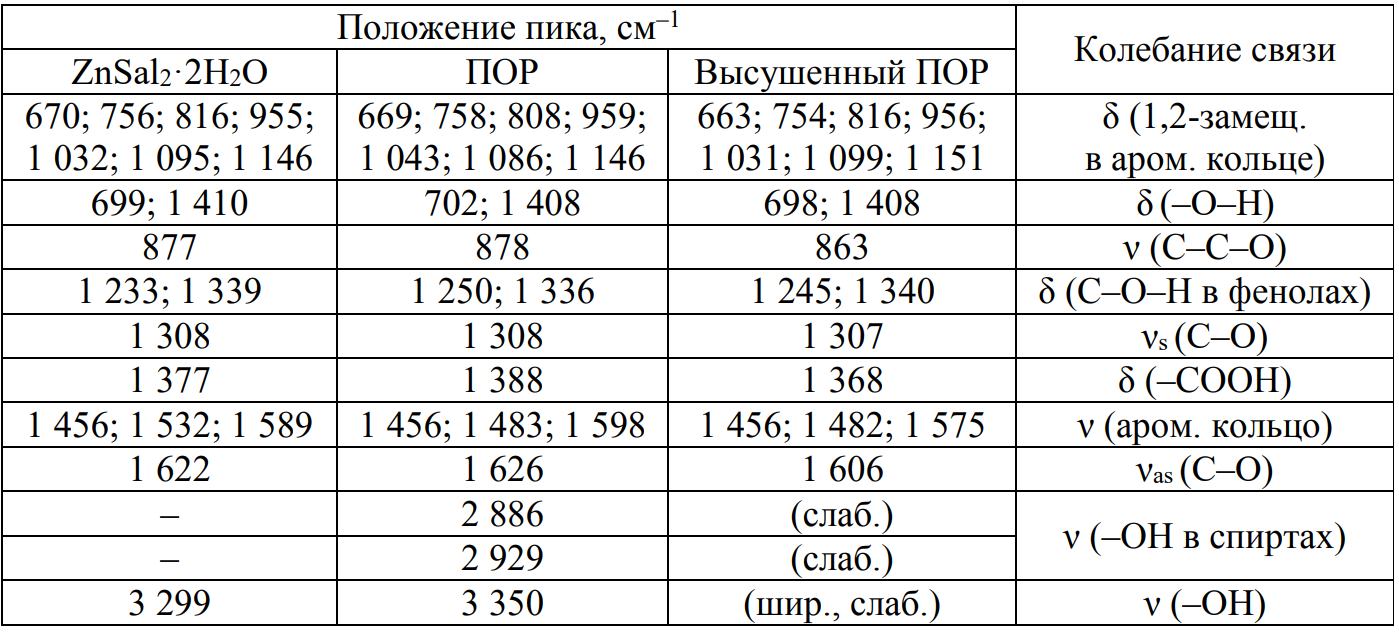 Положение пика, см–1
Колебание связи
ZnSal2·2H2O
ПОР
Высушенный ПОР
670; 756; 816; 955;
1 032; 1 095; 1 146
669; 758; 808; 959;
1 043; 1 086; 1 146
663; 754; 816; 956;
1 031; 1 099; 1 151
δ (1,2-замещ.
в аром. кольце)
699; 1 410
702; 1 408
698; 1 408
δ (–O–H)
877
878
863
ν (C–C–O)
1 233; 1 339
1 250; 1 336
1 245; 1 340
δ (C–O–H в фенолах)
1 308
1 308
1 307
νs (C–O)
1 377
1 388
1 368
δ (–COOH)
1 456; 1 532; 1 589
1 456; 1 483; 1 598
1 456; 1 482; 1 575
ν (аром. кольцо)
1 622
1 626
1 606
νas (C–O)
–
2 886
(слаб.)
ν (–OH в спиртах)
–
2 929
(слаб.)
3 299
3 350
(шир., слаб.)
ν (–OH)